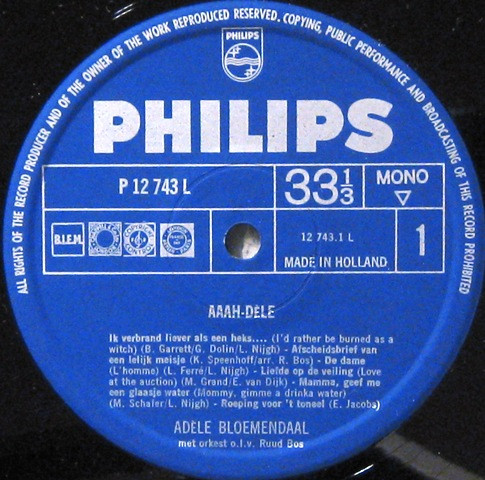 ALL RIGHTS OF THE RECORD PRODUCER AND OF THE OWNER OF THE WORK REPRODUCED RESERVED. COPYING, PUBLIC PERFORMANCE AND BROADCASTING OF THIS RECORD PROHIBITED
PHILIPS
PHILIPS
P 12 743 L
33 1/3
MONO
B.I.E.M.
12 743.1 L
MADE IN HOLLAND
1
AAAH-DÈLE
Ik verbrand liever als een heks.... (I'd rather be burned as a
witch) (B. Garrett/G. Dolin/L. Nijgh) - Afscheidsbrief van
een lelijk meisje (K. Speenhoff/arr. R. Bos) - De dame
(L'homme) (L. Ferré/L. Nijgh) - Liefde op de veiling (Love
at the auction) (M. Grand/E. van Dijk) - Mamma, geef me
een glaasje water (Mommy, gimme a drinka water)
(M. Schafer/L. Nijgh) - Roeping voor 't toneel (E. Jacobs)
ADÈLE BLOEMENDAAL
met orkest o.l.v. Ruud Bos